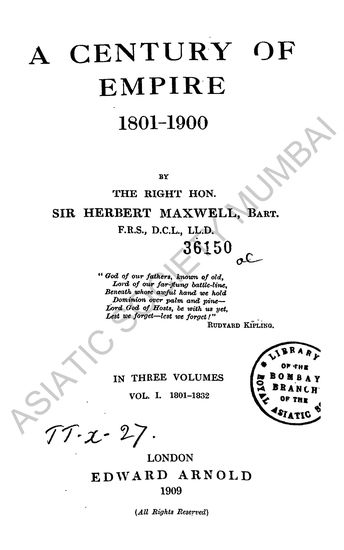 A CENTURY OF
EMPIRE
1801-1900
BY
THE RIGHT HON.
SIR HERBERT MAXWELL, BART.
F.R.S., D.C.L., LL.D.
36150
"God of our fathers, known of old,
Lord of our far-flung battle-line,
Beneath whose awful hand we hold
Dominion over palm and pine—
Lord God of Hosts, be with us yet,
Lest we forget—lest we forget!"
RUDYARD KIPLING.
LIBRARY
OF THE
BOMBAY
BRANCH
OF THE
ROYAL ASIATIC
IN THREE VOLUMES
VOL. I. 1801-1832
TT-x-27.
LONDON
EDWARD ARNOLD
1909
(All Rights Reserved)
ASIATIC SOCIETY MUMBAI